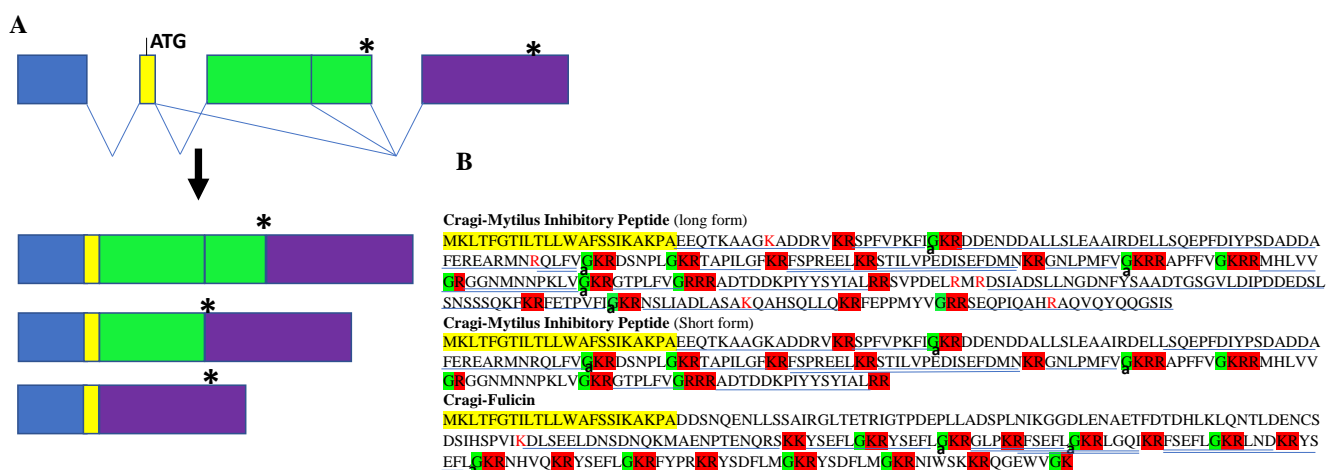 A
ATG
*
*
B
*
*
*
Cragi-Mytilus Inhibitory Peptide (long form)
MKLTFGTILTLLWAFSSIKAKPAEEQTKAAGKADDRVKRSPFVPKFIGKRDDENDDALLSLEAAIRDELLSQEPFDIYPSDADDA
a
FEREARMNRQLFVGKRDSNPLGKRTAPILGFKRFSPREELKRSTILVPEDISEFDMNKRGNLPMFVGKRRAPFFVGKRRMHLVV
a a
GRGGNMNNPKLVGKRGTPLFVGRRRADTDDKPIYYSYIALRRSVPDELRMRDSIADSLLNGDNFYSAADTGSGVLDIPDDEDSL
a
SNSSSQKFKRFETPVFIGKRNSLIADLASAKQAHSQLLQKRFEPPMYVGRRSEQPIQAHRAQVQYQQGSIS
Cragi-Mytilus Inhibitory Peptide (Short form)
MKLTFGTILTLLWAFSSIKAKPAEEQTKAAGKADDRVKRSPFVPKFIGKRDDENDDALLSLEAAIRDELLSQEPFDIYPSDADDA
a
FEREARMNRQLFVGKRDSNPLGKRTAPILGFKRFSPREELKRSTILVPEDISEFDMNKRGNLPMFVGKRRAPFFVGKRRMHLVV
a a
GRGGNMNNPKLVGKRGTPLFVGRRRADTDDKPIYYSYIALRR
Cragi-Fulicin
MKLTFGTILTLLWAFSSIKAKPADDSNQENLLSSAIRGLTETRIGTPDEPLLADSPLNIKGGDLENAETFDTDHLKLQNTLDENCS
DSIHSPVIKDLSEELDNSDNQKMAENPTENQRSKKYSEFLGKRYSEFLGKRGLPKRFSEFLGKRLGQIKRFSEFLGKRLNDKRYS
a a
EFLGKRNHVQKRYSEFLGKRFYPRKRYSDFLMGKRYSDFLMGKRNIWSKKRQGEWVGK